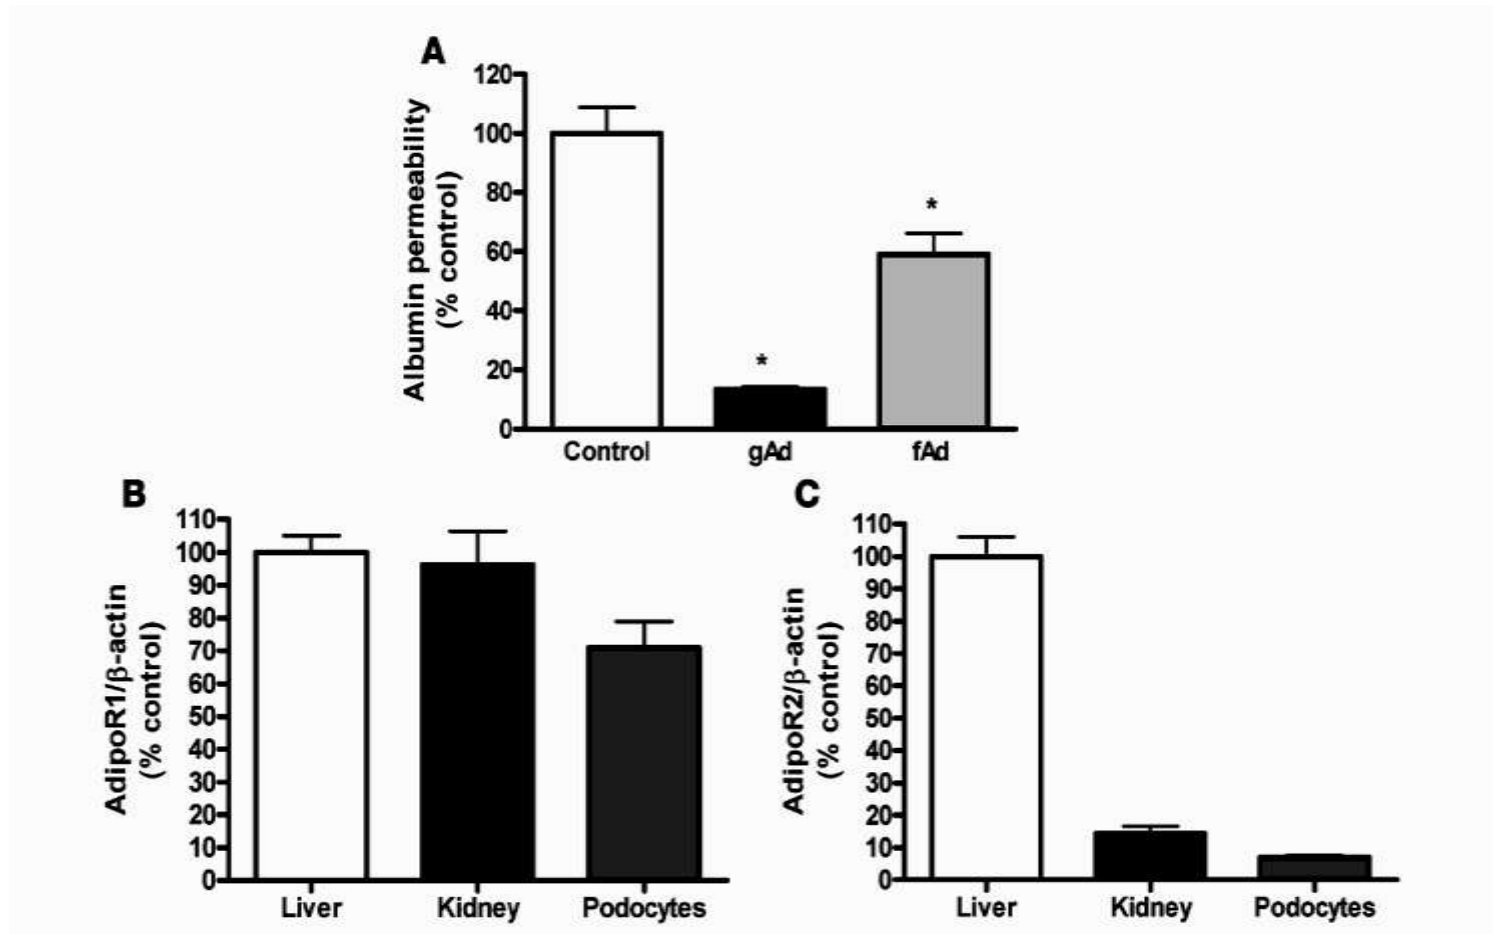 A
120
100
80
60
40
20
0
Albumin permeability
(% control)
*
*
Control gAd fAd
B
110
100
90
80
70
60
50
40
30
20
10
0
AdipoR1/β-actin
(% control)
Liver Kidney Podocytes
C
110
100
90
80
70
60
50
40
30
20
10
0
AdipoR2/β-actin
(% control)
Liver Kidney Podocytes